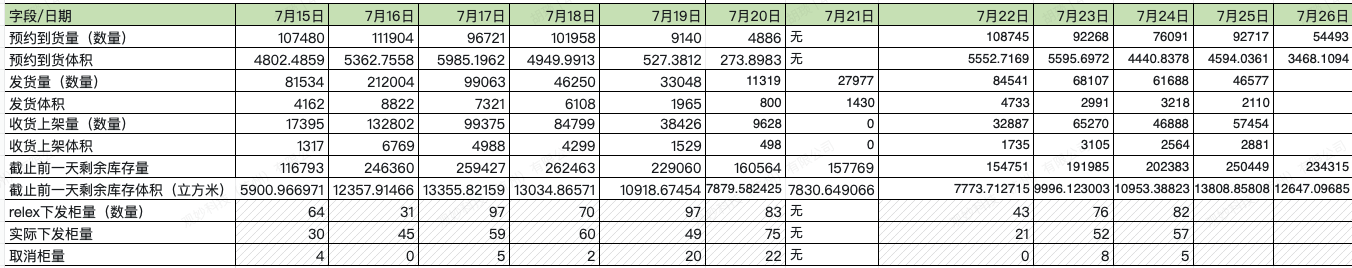 字段/日期 7月15日 7月16日 7月17日 7月18日 7月19日 7月20日 7月21日 7月22日 7月23日 7月24日 7月25日 7月26日
预约到货量（数量） 107480 111904 96721 101958 9140 4886 无 108745 92268 76091 92717 54493
预约到货体积 4802.4859 5362.7558 5985.1962 4949.9913 527.3812 273.8983 无 5552.7169 5595.6972 4440.8378 4594.0361 3468.1094
发货量（数量） 81534 212004 99063 46250 33048 11319 27977 84541 68107 61688 46577
发货体积 4162 8822 7321 6108 1965 800 1430 4733 2991 3218 2110
收货上架量（数量） 17395 132802 99375 84799 38426 9628 0 32887 65270 46888 57454
收货上架体积 1317 6769 4988 4299 1529 498 0 1735 3105 2564 2881
截止前一天剩余库存量 116793 246360 259427 262463 229060 160564 157769 154751 191985 202383 250449 234315
截止前一天剩余库存体积（立方米） 5900.966971 12357.91466 13355.82159 13034.86571 10918.67454 7879.582425 7830.649066 7773.712715 9996.123003 10953.38823 13808.85808 12647.09685
relex下发柜量（数量） 64 31 97 70 97 83 无 43 76 82
实际下发柜量 30 45 59 60 49 75 无 21 52 57
取消柜量 4 0 5 2 20 22 无 0 8 5